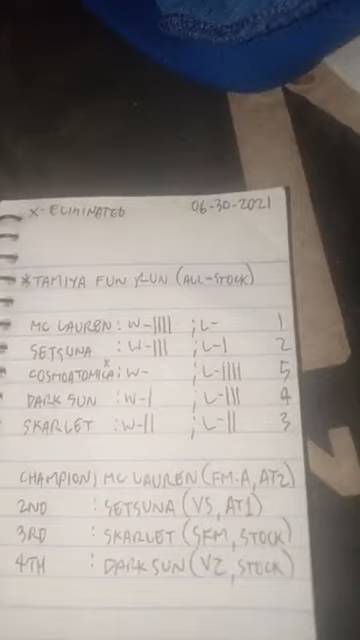 X-ELIMINATED 06-30-2021
*TAMIYA FUN RUN (ALL-STOCK)
MC LAUREN : W-|||| ; L- 1
SETSUNA : W-||| ; L-| 2
COSMOATOMICA x ; W- ; L-|||| 5
DARK SUN : W-| ; L-||| 4
SKARLET : W-|| ; L-|| 3
CHAMPION ; MC LAUREN (FM-A, AT2)
2ND : SETSUNA (VS, AT1)
3RD : SKARLET (SFM, STOCK)
4TH : DARK SUN (VZ, STOCK)